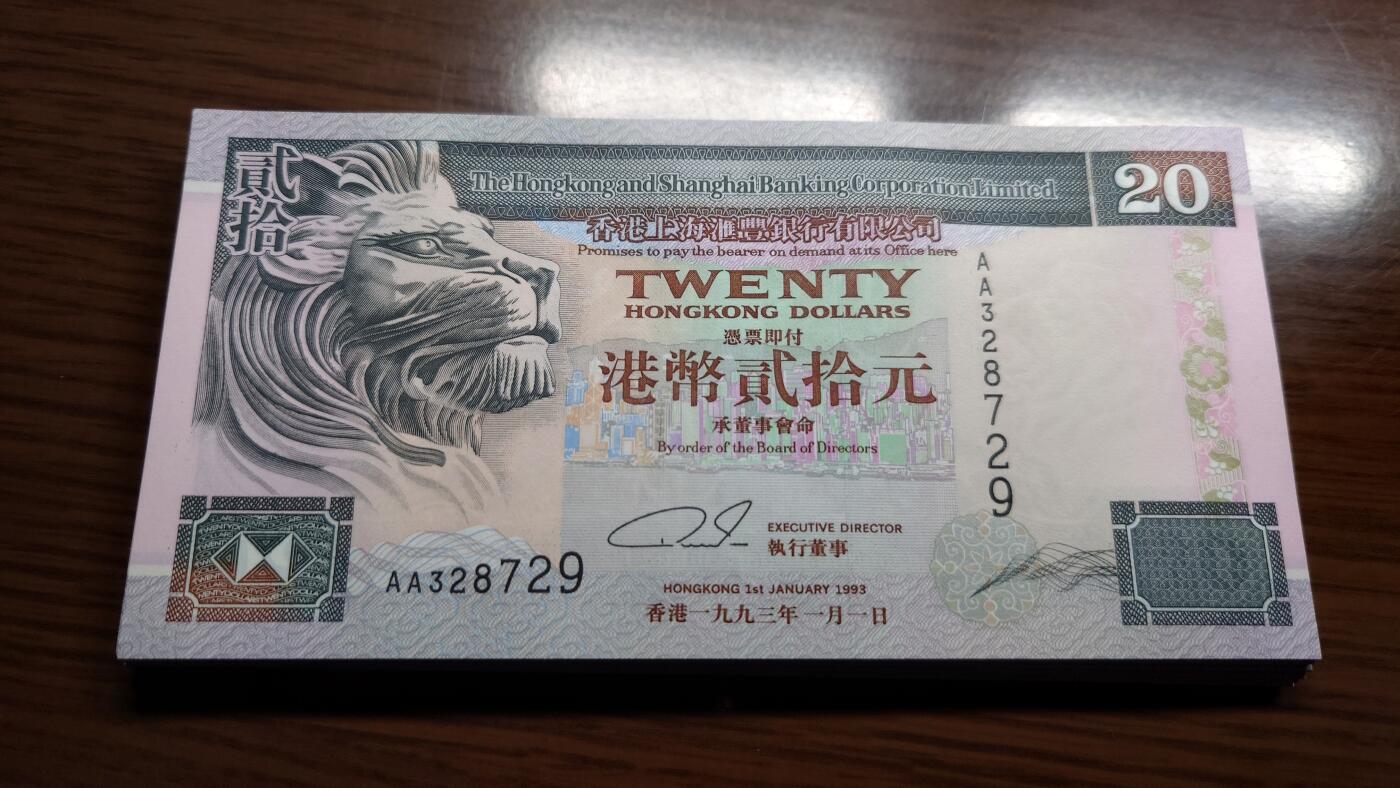 貳拾
The Hongkong and Shanghai Banking Corporation Limited
20
香港上海滙豐銀行有限公司
Promises to pay the bearer on demand at its Office here
TWENTY
HONGKONG DOLLARS
憑票即付
港幣貳拾元
承董事會命
By order of the Board of Directors
AA328729
EXECUTIVE DIRECTOR
執行董事
AA328729
HONGKONG 1st JANUARY 1993
香港一九九三年一月一日